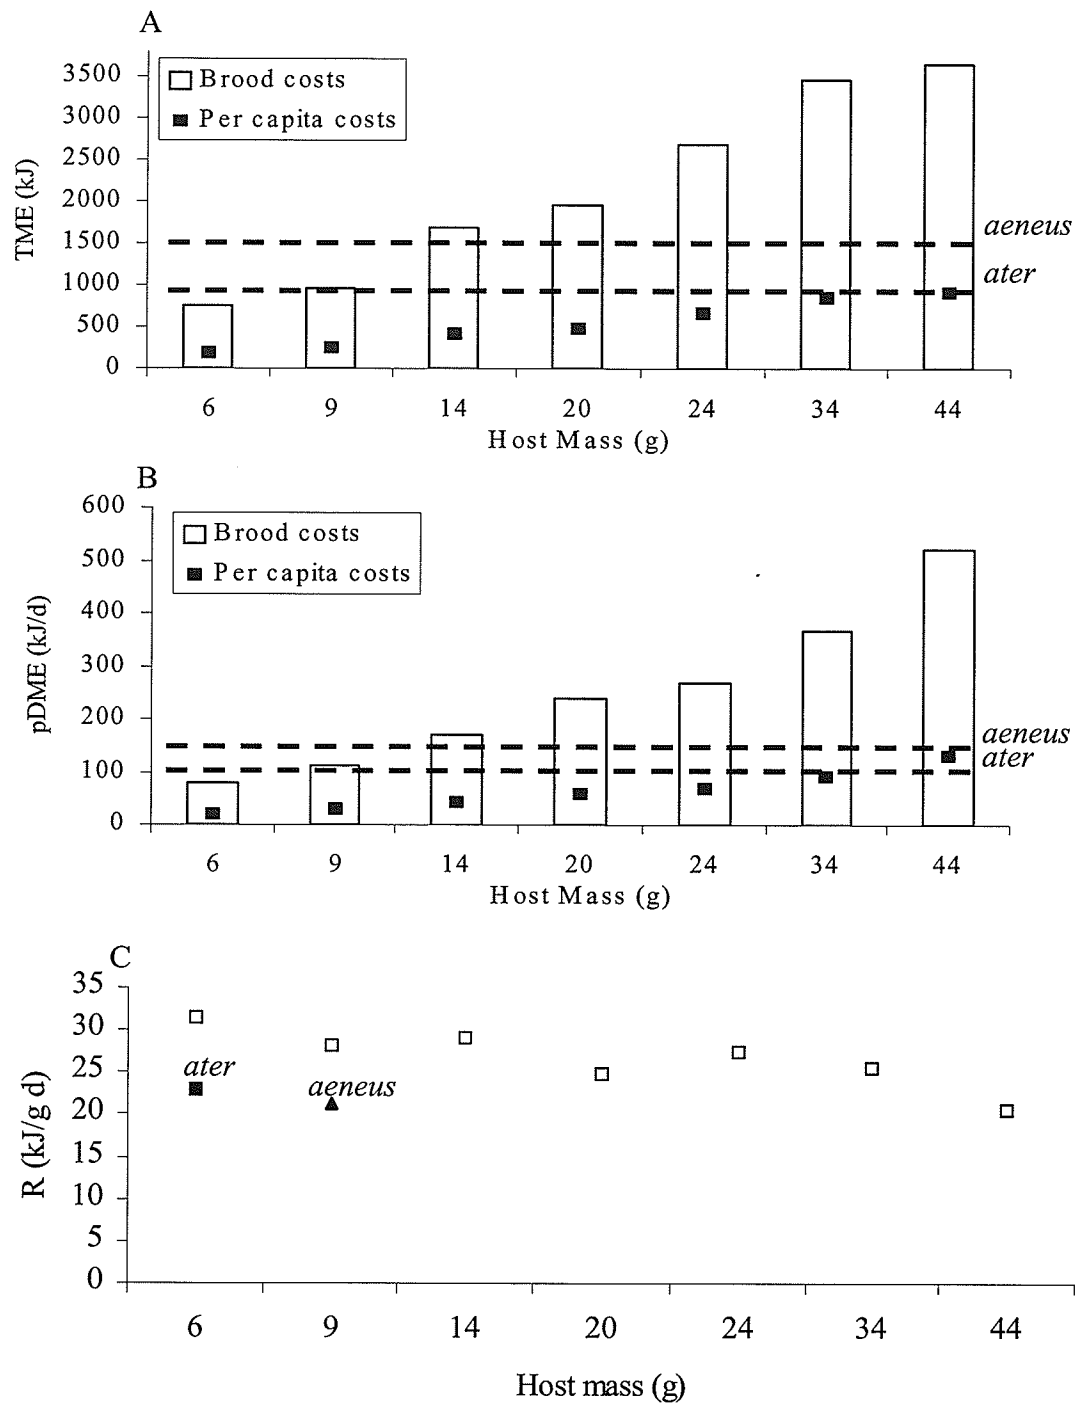 A
3500
3000
2500
2000
1500
1000
500
0
TME (kJ)
Brood costs
Per capita costs
aeneus
ater
6 9 14 20 24 34 44
Host Mass (g)
B
600
500
400
300
200
100
0
pDME (kJ/d)
Brood costs
Per capita costs
aeneus
ater
6 9 14 20 24 34 44
Host Mass (g)
C
35
30
25
20
15
10
5
0
R (kJ/g d)
ater
aeneus
6 9 14 20 24 34 44
Host mass (g)